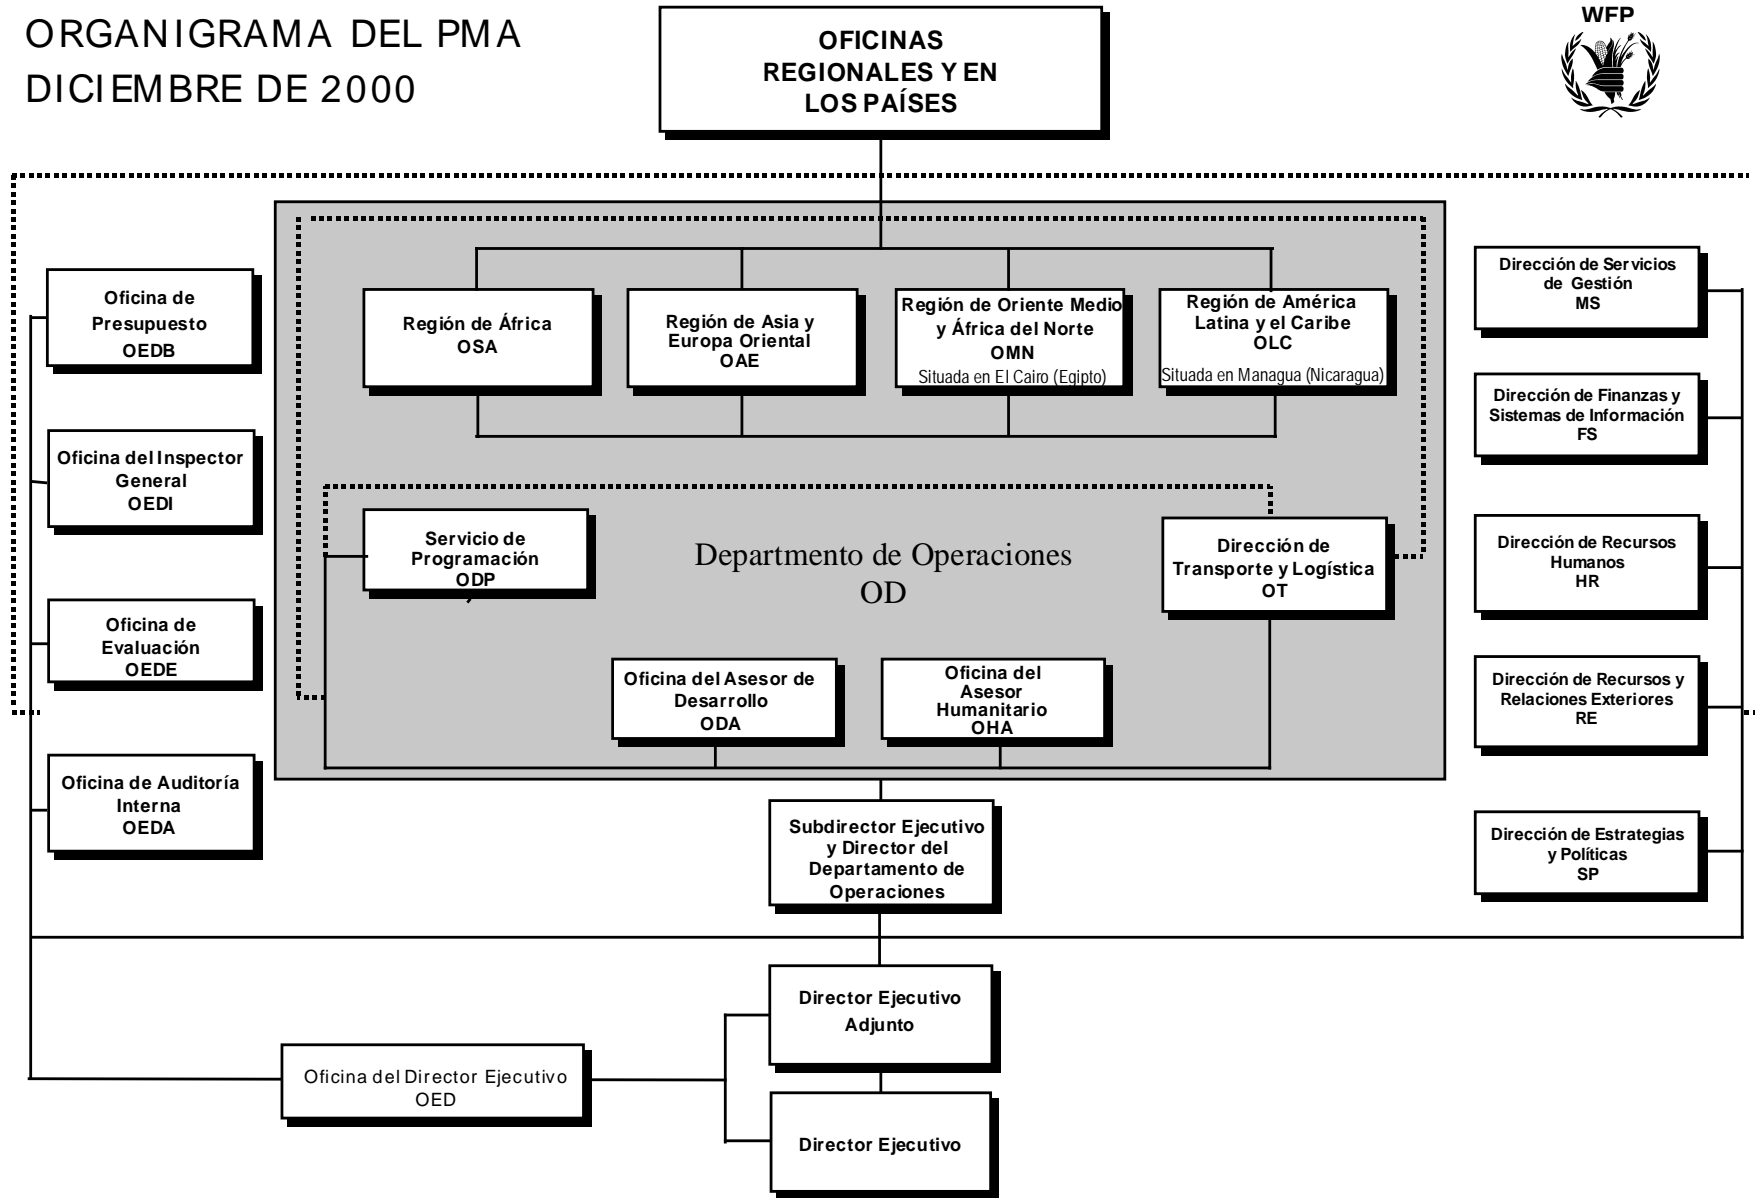 ORGANIGRAMA DEL PMA
DICIEMBRE DE 2000
OFICINAS
REGIONALES Y EN
LOS PAÍSES
WFP
Oficina de
Presupuesto
OEDB
Oficina del Inspector
General
OEDI
Oficina de
Evaluación
OEDE
Oficina de Auditoría
Interna
OEDA
Región de África
OSA
Región de Asia y
Europa Oriental
OAE
Región de Oriente Medio
y África del Norte
OMN
Situada en El Cairo (Egipto)
Región de América
Latina y el Caribe
OLC
Situada en Managua (Nicaragua)
Servicio de
Programación
ODP
Departmento de Operaciones
OD
Dirección de
Transporte y Logística
OT
Oficina del Asesor de
Desarrollo
ODA
Oficina del
Asesor
Humanitario
OHA
Dirección de Servicios
de Gestión
MS
Dirección de Finanzas y
Sistemas de Información
FS
Dirección de Recursos
Humanos
HR
Dirección de Recursos y
Relaciones Exteriores
RE
Dirección de Estrategias
y Políticas
SP
Subdirector Ejecutivo
y Director del
Departamento de
Operaciones
Director Ejecutivo
Adjunto
Oficina del Director Ejecutivo
OED
Director Ejecutivo